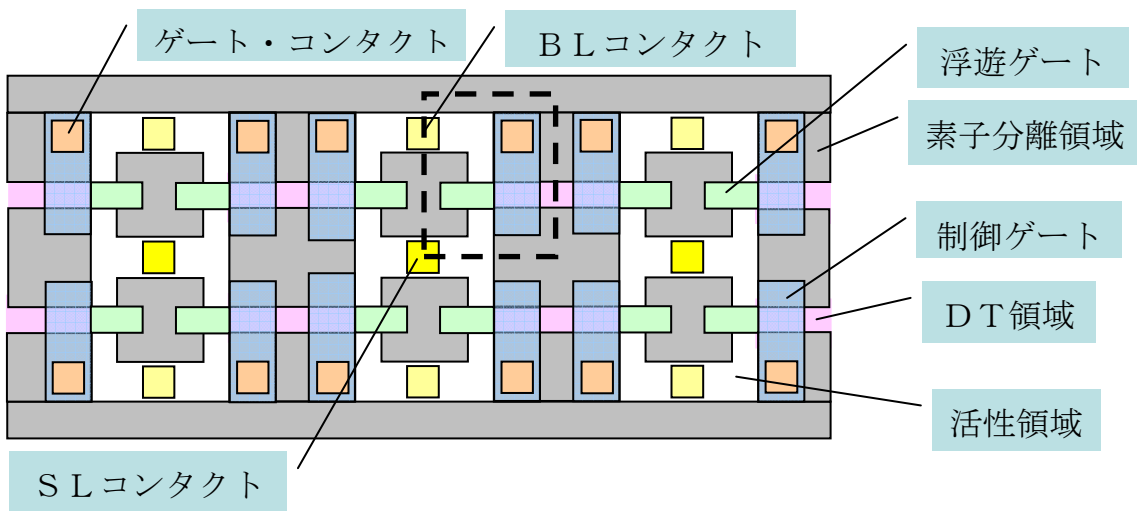 ゲート・コンタクト
ＢＬコンタクト
浮遊ゲート
素子分離領域
制御ゲート
ＤＴ領域
活性領域
ＳＬコンタクト